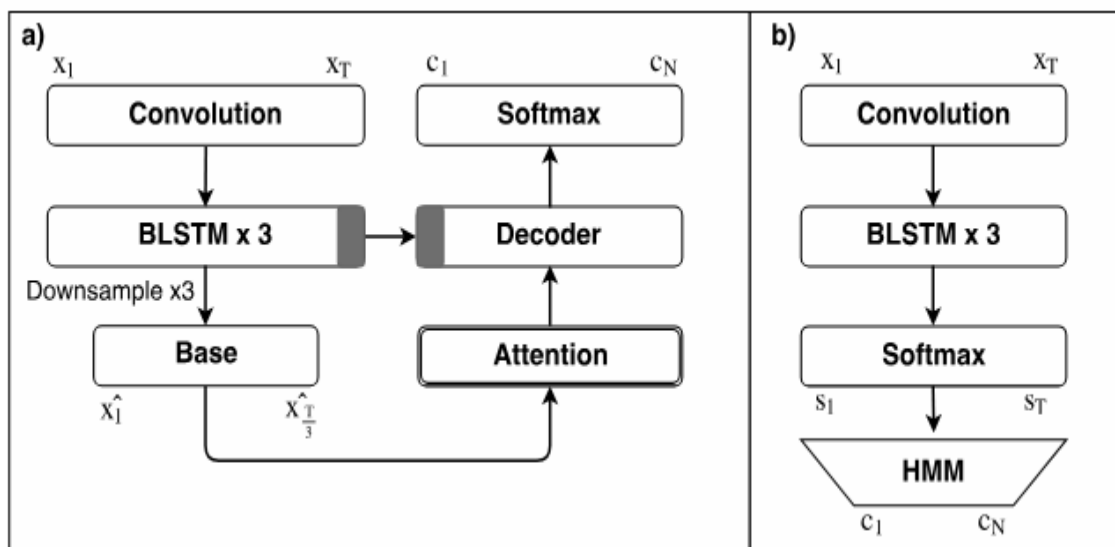 a)
x1 xT
Convolution
BLSTM x 3
Downsample x3
Base
x̂1 x̂T/3
c1 cN
Softmax
Decoder
Attention
b)
x1 xT
Convolution
BLSTM x 3
Softmax
s1 sT
HMM
c1 cN